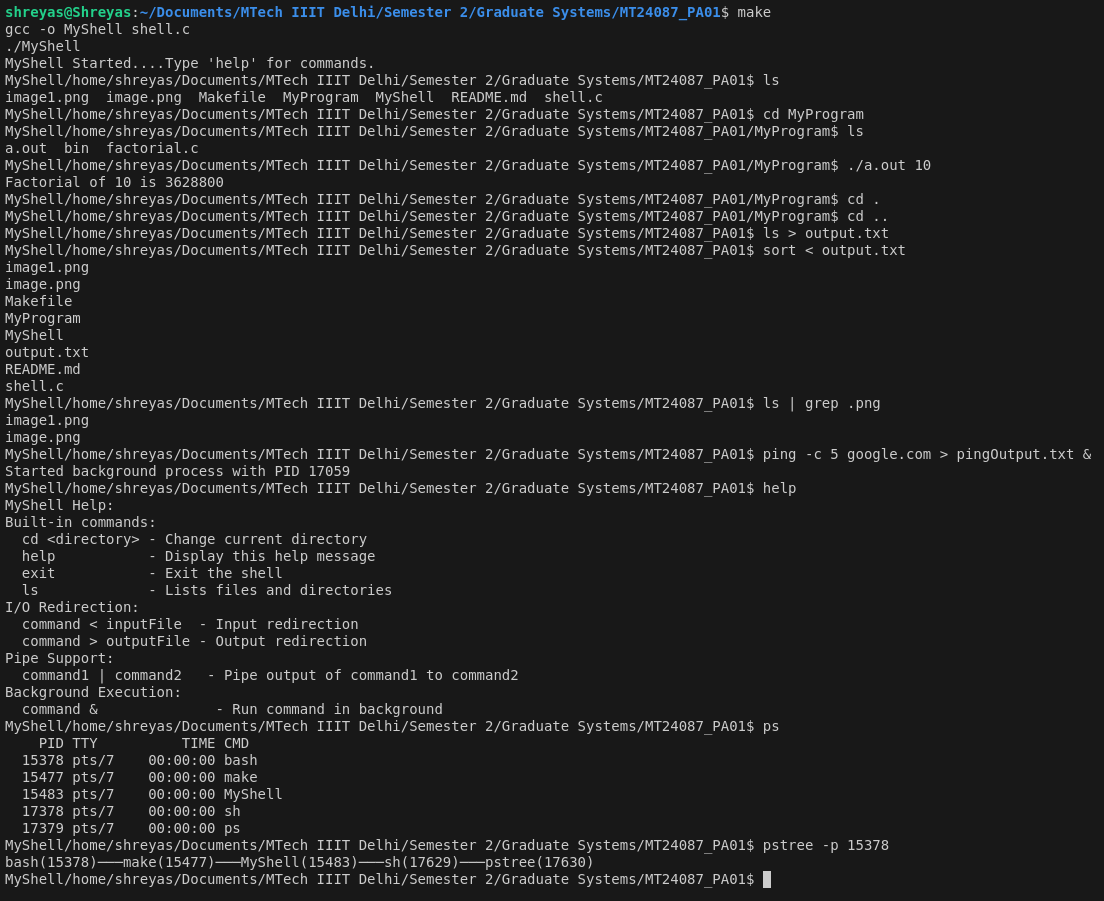 shreyas@Shreyas:~/Documents/MTech IIIT Delhi/Semester 2/Graduate Systems/MT24087_PA01$ make
gcc -o MyShell shell.c
./MyShell
MyShell Started....Type 'help' for commands.
MyShell/home/shreyas/Documents/MTech IIIT Delhi/Semester 2/Graduate Systems/MT24087_PA01$ ls
image1.png  image.png  Makefile  MyProgram  MyShell  README.md  shell.c
MyShell/home/shreyas/Documents/MTech IIIT Delhi/Semester 2/Graduate Systems/MT24087_PA01$ cd MyProgram
MyShell/home/shreyas/Documents/MTech IIIT Delhi/Semester 2/Graduate Systems/MT24087_PA01/MyProgram$ ls
a.out  bin  factorial.c
MyShell/home/shreyas/Documents/MTech IIIT Delhi/Semester 2/Graduate Systems/MT24087_PA01/MyProgram$ ./a.out 10
Factorial of 10 is 3628800
MyShell/home/shreyas/Documents/MTech IIIT Delhi/Semester 2/Graduate Systems/MT24087_PA01/MyProgram$ cd .
MyShell/home/shreyas/Documents/MTech IIIT Delhi/Semester 2/Graduate Systems/MT24087_PA01/MyProgram$ cd ..
MyShell/home/shreyas/Documents/MTech IIIT Delhi/Semester 2/Graduate Systems/MT24087_PA01$ ls > output.txt
MyShell/home/shreyas/Documents/MTech IIIT Delhi/Semester 2/Graduate Systems/MT24087_PA01$ sort < output.txt
image1.png
image.png
Makefile
MyProgram
MyShell
output.txt
README.md
shell.c
MyShell/home/shreyas/Documents/MTech IIIT Delhi/Semester 2/Graduate Systems/MT24087_PA01$ ls | grep .png
image1.png
image.png
MyShell/home/shreyas/Documents/MTech IIIT Delhi/Semester 2/Graduate Systems/MT24087_PA01$ ping -c 5 google.com > pingOutput.txt &
Started background process with PID 17059
MyShell/home/shreyas/Documents/MTech IIIT Delhi/Semester 2/Graduate Systems/MT24087_PA01$ help
MyShell Help:
Built-in commands:
  cd <directory> - Change current directory
  help           - Display this help message
  exit           - Exit the shell
  ls             - Lists files and directories
I/O Redirection:
  command < inputFile  - Input redirection
  command > outputFile - Output redirection
Pipe Support:
  command1 | command2   - Pipe output of command1 to command2
Background Execution:
  command &              - Run command in background
MyShell/home/shreyas/Documents/MTech IIIT Delhi/Semester 2/Graduate Systems/MT24087_PA01$ ps
    PID TTY          TIME CMD
  15378 pts/7    00:00:00 bash
  15477 pts/7    00:00:00 make
  15483 pts/7    00:00:00 MyShell
  17378 pts/7    00:00:00 sh
  17379 pts/7    00:00:00 ps
MyShell/home/shreyas/Documents/MTech IIIT Delhi/Semester 2/Graduate Systems/MT24087_PA01$ pstree -p 15378
bash(15378)───make(15477)───MyShell(15483)───sh(17629)───pstree(17630)
MyShell/home/shreyas/Documents/MTech IIIT Delhi/Semester 2/Graduate Systems/MT24087_PA01$